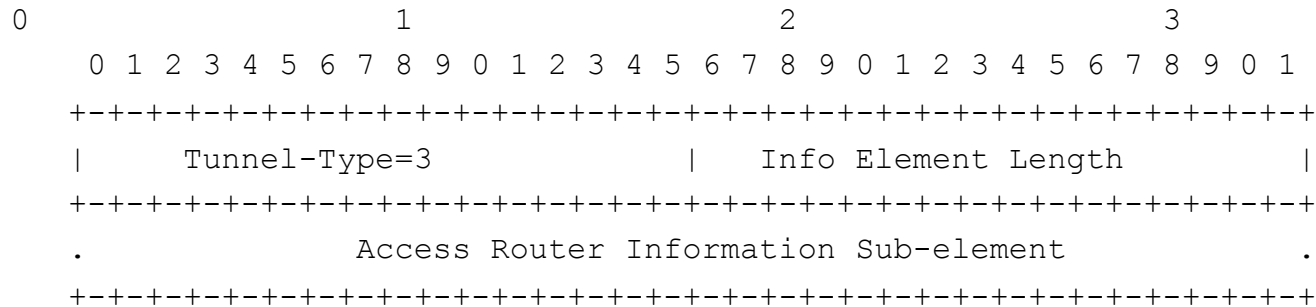 0                   1                   2                   3
    0 1 2 3 4 5 6 7 8 9 0 1 2 3 4 5 6 7 8 9 0 1 2 3 4 5 6 7 8 9 0 1
   +-+-+-+-+-+-+-+-+-+-+-+-+-+-+-+-+-+-+-+-+-+-+-+-+-+-+-+-+-+-+-+-+
   |     Tunnel-Type=3             |   Info Element Length         |
   +-+-+-+-+-+-+-+-+-+-+-+-+-+-+-+-+-+-+-+-+-+-+-+-+-+-+-+-+-+-+-+-+
   .              Access Router Information Sub-element            .
   +-+-+-+-+-+-+-+-+-+-+-+-+-+-+-+-+-+-+-+-+-+-+-+-+-+-+-+-+-+-+-+-+